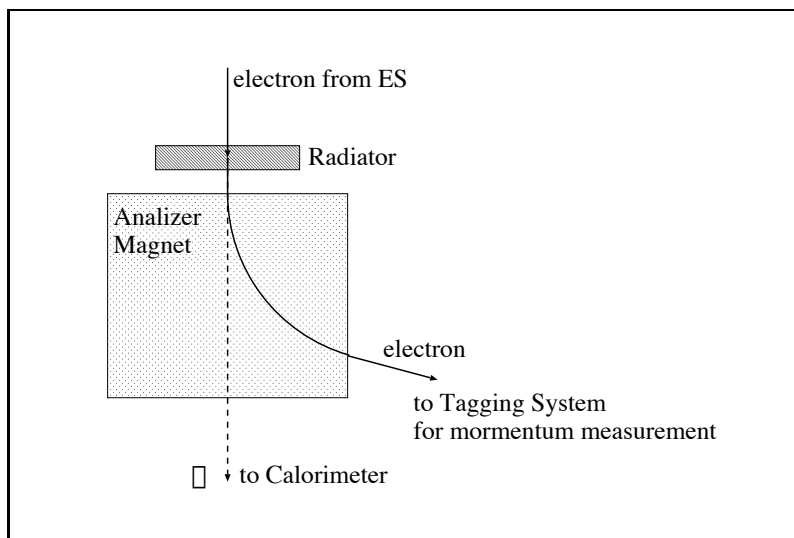 electron from ES
Radiator
Analizer
Magnet
electron
to Tagging System
for mormentum measurement
to Calorimeter